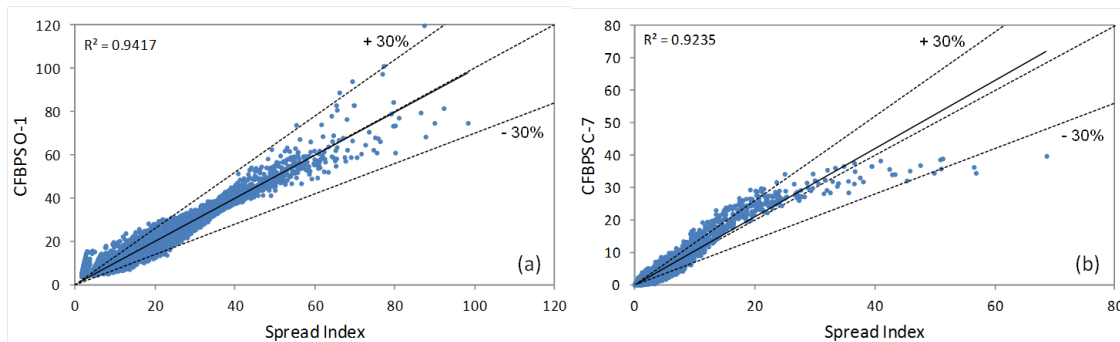 120
100
80
60
40
20
0
CFBPS O-1
R² = 0.9417
+ 30%
- 30%
(a)
0 20 40 60 80 100 120
Spread Index
80
70
60
50
40
30
20
10
0
CFBPS C-7
R² = 0.9235
+ 30%
- 30%
(b)
0 20 40 60 80
Spread Index